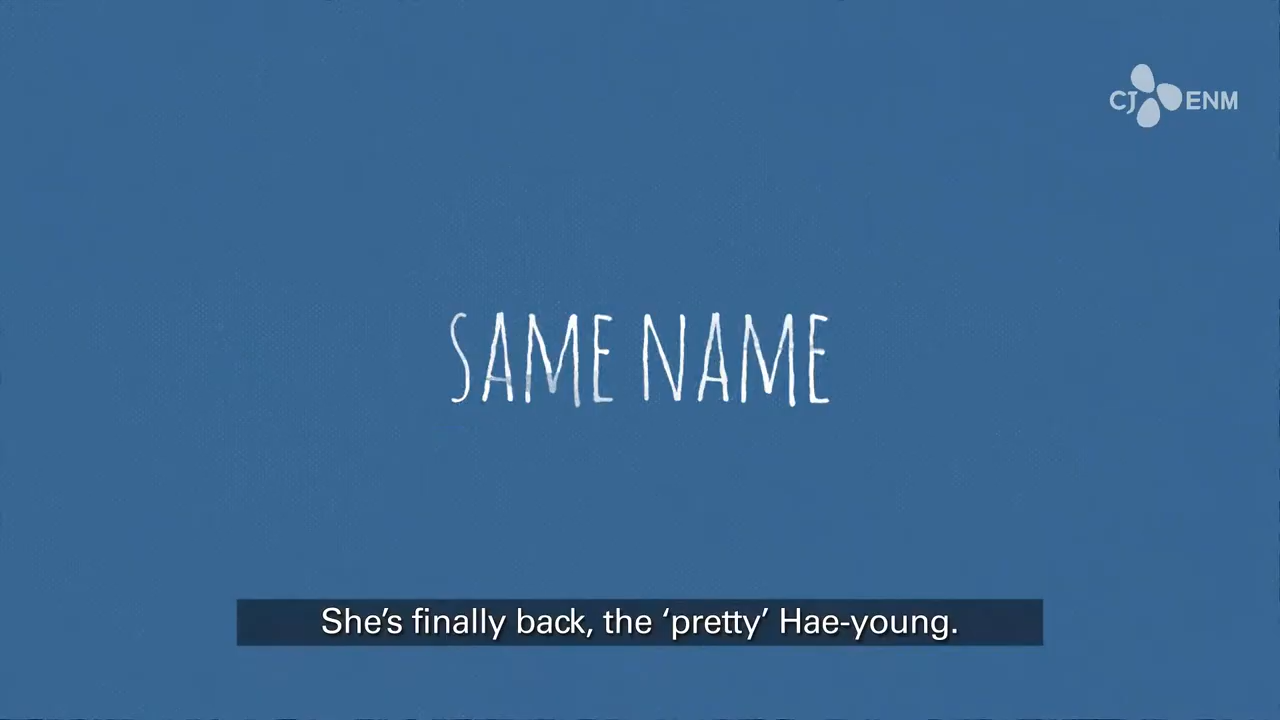 CJ ENM
SAME NAME
She’s finally back, the ‘pretty’ Hae-young.